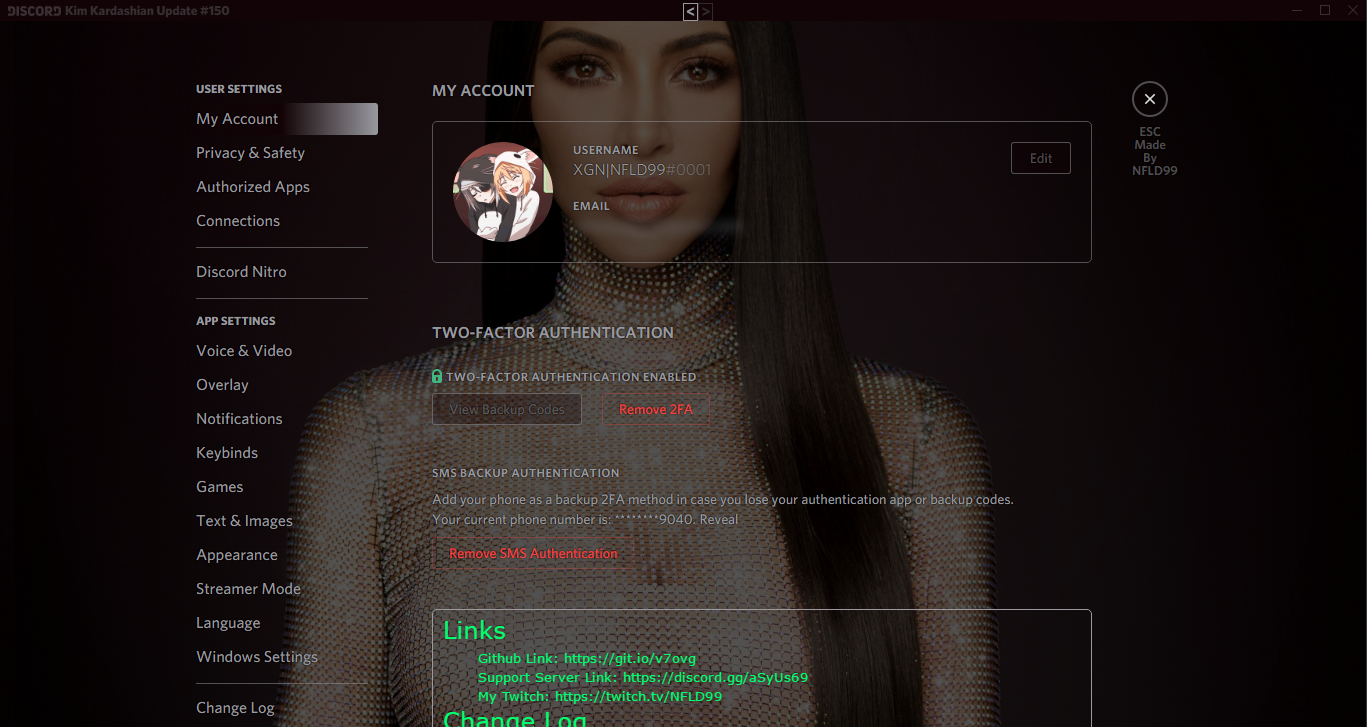 DISCORD Kim Kardashian Update #150
< >
USER SETTINGS
My Account
Privacy & Safety
Authorized Apps
Connections
Discord Nitro
APP SETTINGS
Voice & Video
Overlay
Notifications
Keybinds
Games
Text & Images
Appearance
Streamer Mode
Language
Windows Settings
Change Log
MY ACCOUNT
USERNAME
XGN|NFLD99#0001
EMAIL
Edit
TWO-FACTOR AUTHENTICATION
TWO-FACTOR AUTHENTICATION ENABLED
View Backup Codes
Remove 2FA
SMS BACKUP AUTHENTICATION
Add your phone as a backup 2FA method in case you lose your authentication app or backup codes.
Your current phone number is: ********9040. Reveal
Remove SMS Authentication
Links
Github Link: https://git.io/v7ovg
Support Server Link: https://discord.gg/aSyUs69
My Twitch: https://twitch.tv/NFLD99
Change Log
ESC
Made
By
NFLD99